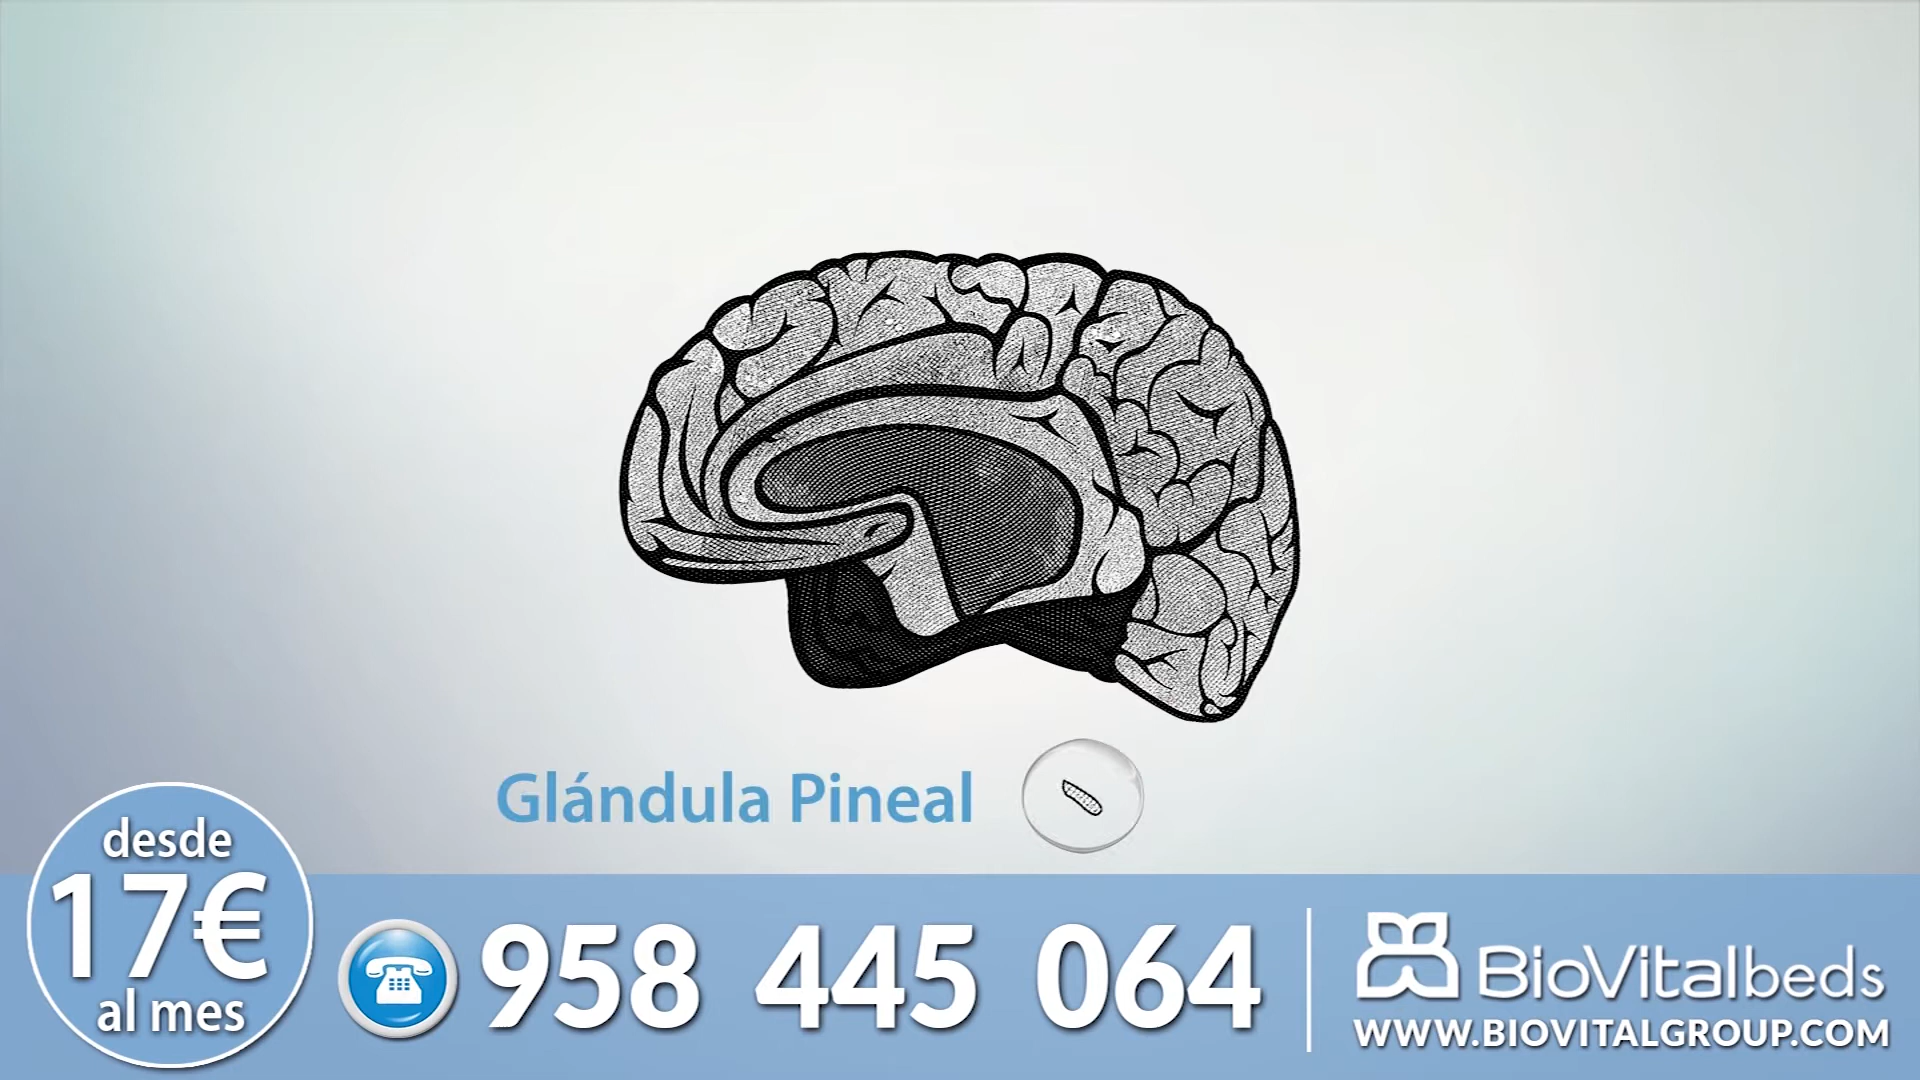 Glándula Pineal
desde
17€
al mes
958 445 064
BioVitalbeds
WWW.BIOVITALGROUP.COM